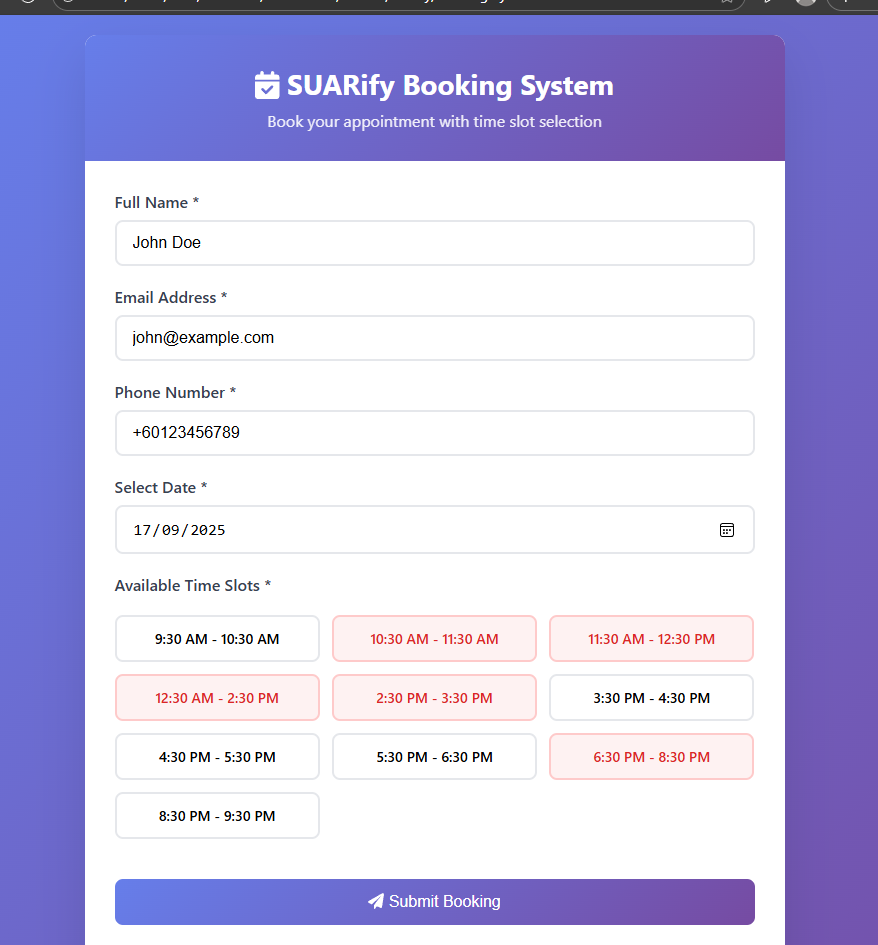 SUARify Booking System
Book your appointment with time slot selection
Full Name *
John Doe
Email Address *
john@example.com
Phone Number *
+60123456789
Select Date *
17/09/2025
Available Time Slots *
9:30 AM - 10:30 AM
10:30 AM - 11:30 AM
11:30 AM - 12:30 PM
12:30 AM - 2:30 PM
2:30 PM - 3:30 PM
3:30 PM - 4:30 PM
4:30 PM - 5:30 PM
5:30 PM - 6:30 PM
6:30 PM - 8:30 PM
8:30 PM - 9:30 PM
Submit Booking